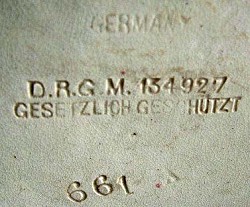 GERMANY
D.R.G.M. 134927
GESETZLICH GESCHÜTZT
661 A